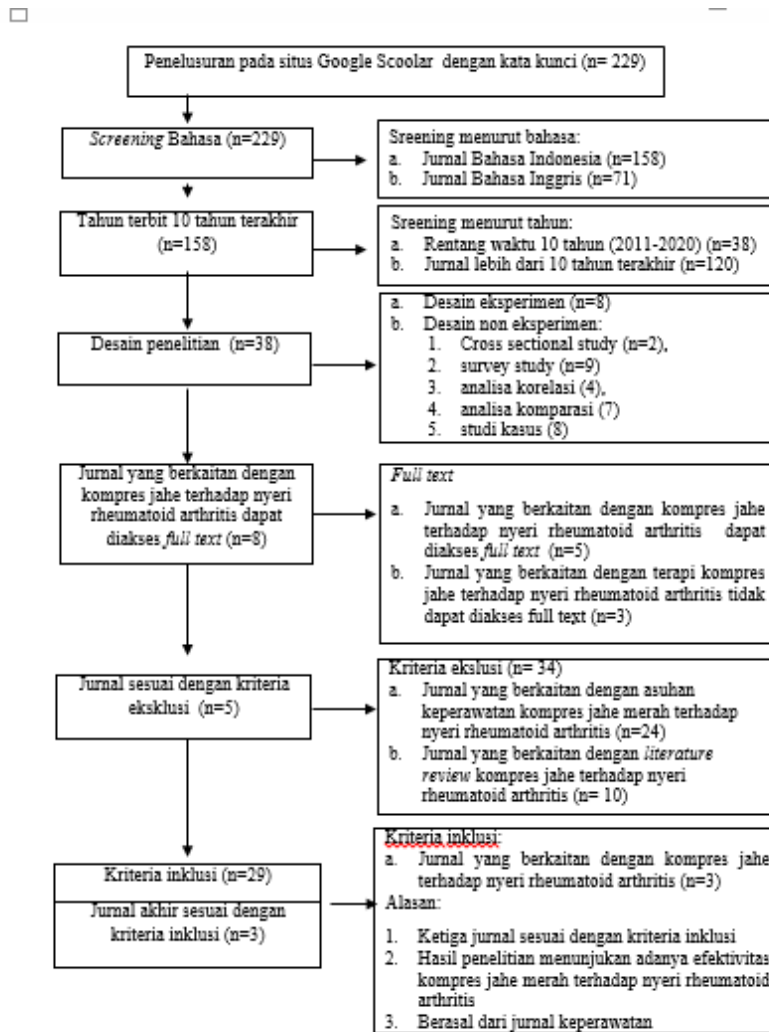 Penelusuran pada situs Google Scoolar dengan kata kunci (n= 229)
Screening Bahasa (n=229)
Sreening menurut bahasa:
a. Jurnal Bahasa Indonesia (n=158)
b. Jurnal Bahasa Inggris (n=71)
Tahun terbit 10 tahun terakhir
(n=158)
Sreening menurut tahun:
a. Rentang waktu 10 tahun (2011-2020) (n=38)
b. Jurnal lebih dari 10 tahun terakhir (n=120)
Desain penelitian (n=38)
a. Desain eksperimen (n=8)
b. Desain non eksperimen:
1. Cross sectional study (n=2),
2. survey study (n=9)
3. analisa korelasi (4),
4. analisa komparasi (7)
5. studi kasus (8)
Jurnal yang berkaitan dengan
kompres jahe terhadap nyeri
rheumatoid arthritis dapat
diakses full text (n=8)
Full text
a. Jurnal yang berkaitan dengan kompres jahe
terhadap nyeri rheumatoid arthritis dapat
diakses full text (n=5)
b. Jurnal yang berkaitan dengan terapi kompres
jahe terhadap nyeri rheumatoid arthritis tidak
dapat diakses full text (n=3)
Jurnal sesuai dengan kriteria
eksklusi (n=5)
Kriteria ekslusi (n= 34)
a. Jurnal yang berkaitan dengan asuhan
keperawatan kompres jahe merah terhadap
nyeri rheumatoid arthritis (n=24)
b. Jurnal yang berkaitan dengan literature
review kompres jahe terhadap nyeri
rheumatoid arthritis (n= 10)
Kriteria inklusi (n=29)
Jurnal akhir sesuai dengan
kriteria inklusi (n=3)
Kriteria inklusi:
a. Jurnal yang berkaitan dengan kompres jahe
terhadap nyeri rheumatoid arthritis (n=3)
Alasan:
1. Ketiga jurnal sesuai dengan kriteria inklusi
2. Hasil penelitian menunjukan adanya efektivitas
kompres jahe merah terhadap nyeri rheumatoid
arthritis
3. Berasal dari jurnal keperawatan